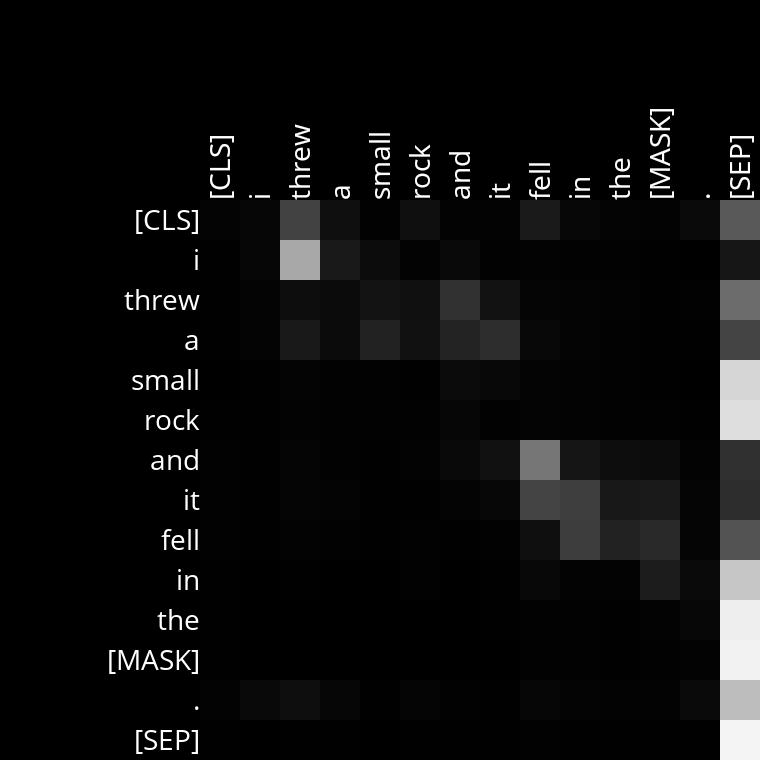 [CLS] i threw a small rock and it fell in the [MASK] . [SEP]
[CLS]
i
threw
a
small
rock
and
it
fell
in
the
[MASK]
.
[SEP]